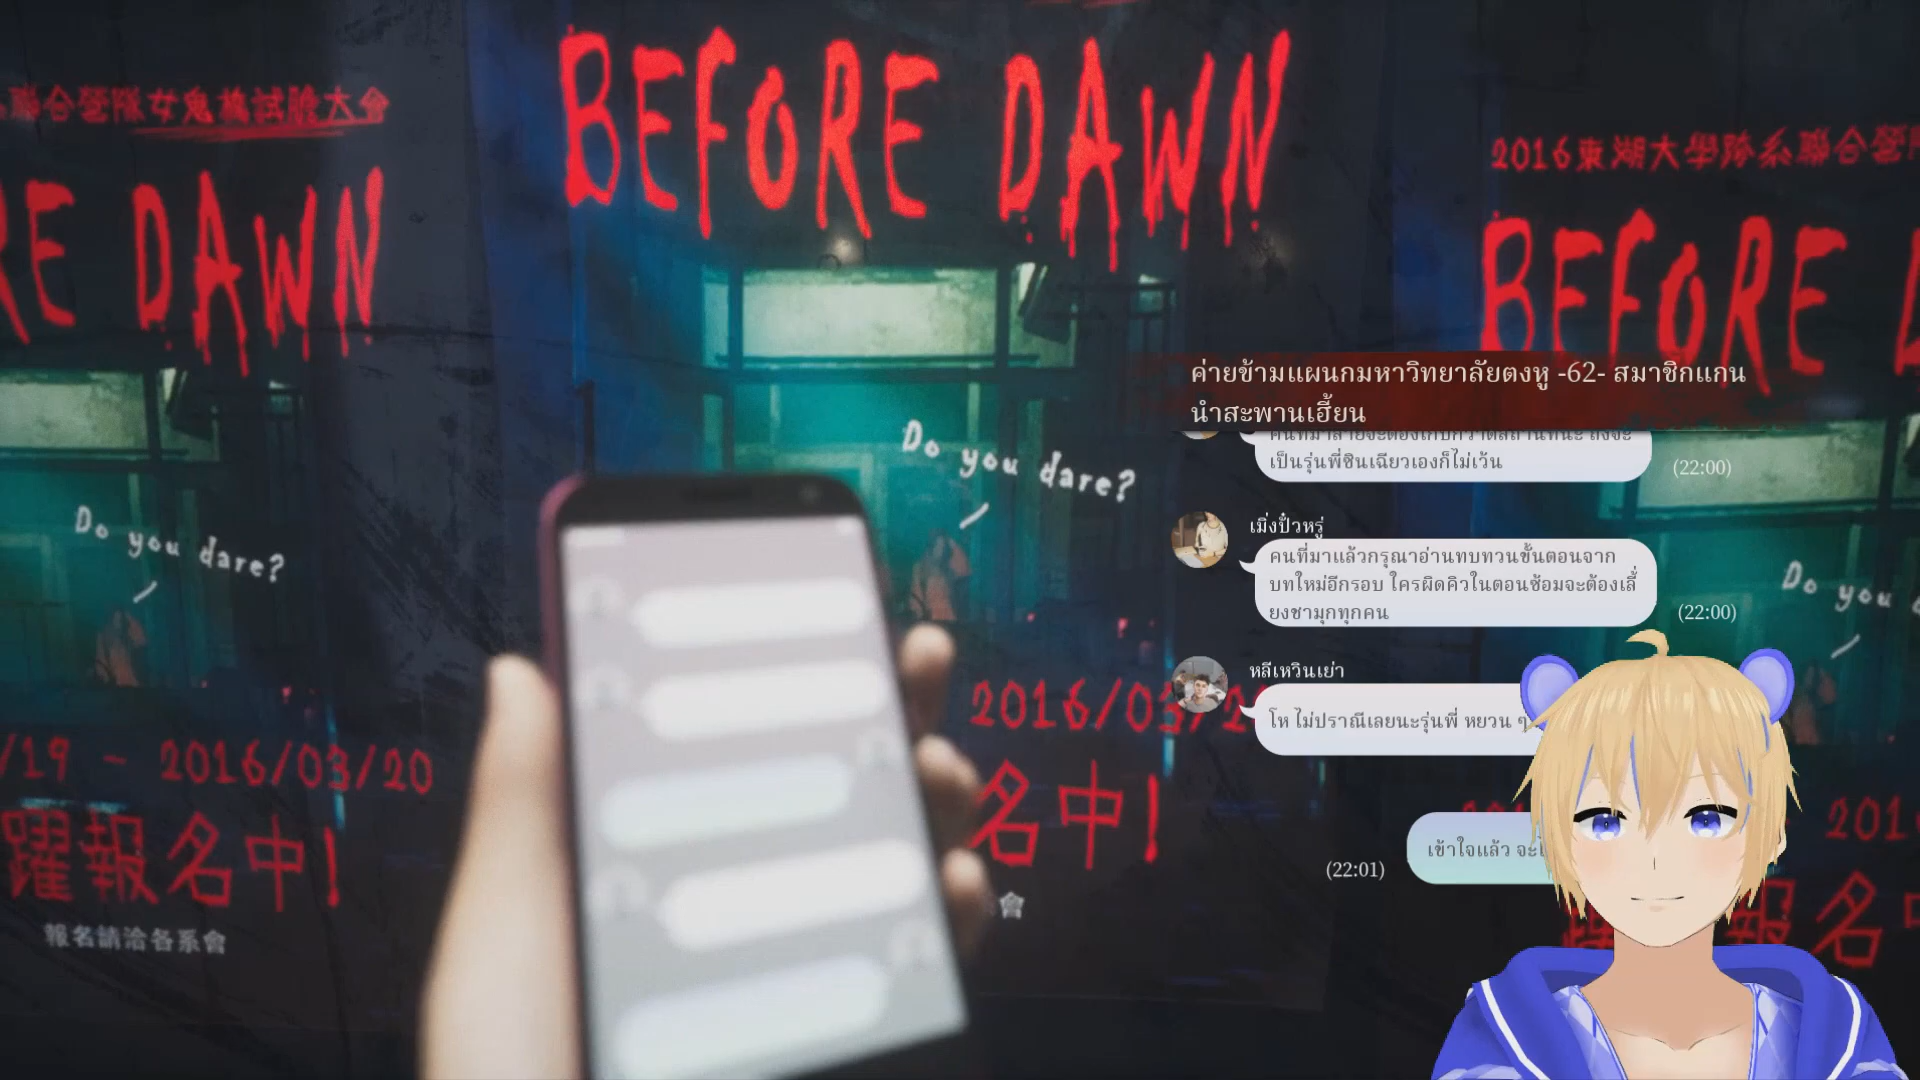 BEFORE DAWN
聯合營隊女鬼橋試膽大會
RE DAWN
2016東湖大學跨系聯合營
BEFORE
Do you dare?
Do you dare?
Do you
/19 - 2016/03/20
躍報名中!
報名請洽各系會
2016/03/
名中!
會
ค่ายข้ามแผนกมหาวิทยาลัยตงหู -62- สมาชิกแกน
นำสะพานเฮี้ยน
เป็นรุ่นพี่ซินเฉียวเองก็ไม่เว้น
(22:00)
เมิ่งปั๋วหรู่
คนที่มาแล้วกรุณาอ่านทบทวนขั้นตอนจาก
บทใหม่อีกรอบ ใครผิดคิวในตอนซ้อมจะต้องเลี้
ยงชามุกทุกคน
(22:00)
หลีเหวินเย่า
โห ไม่ปราณีเลยนะรุ่นพี่ หยวน ๆ
เข้าใจแล้ว จะ
(22:01)
201
報名